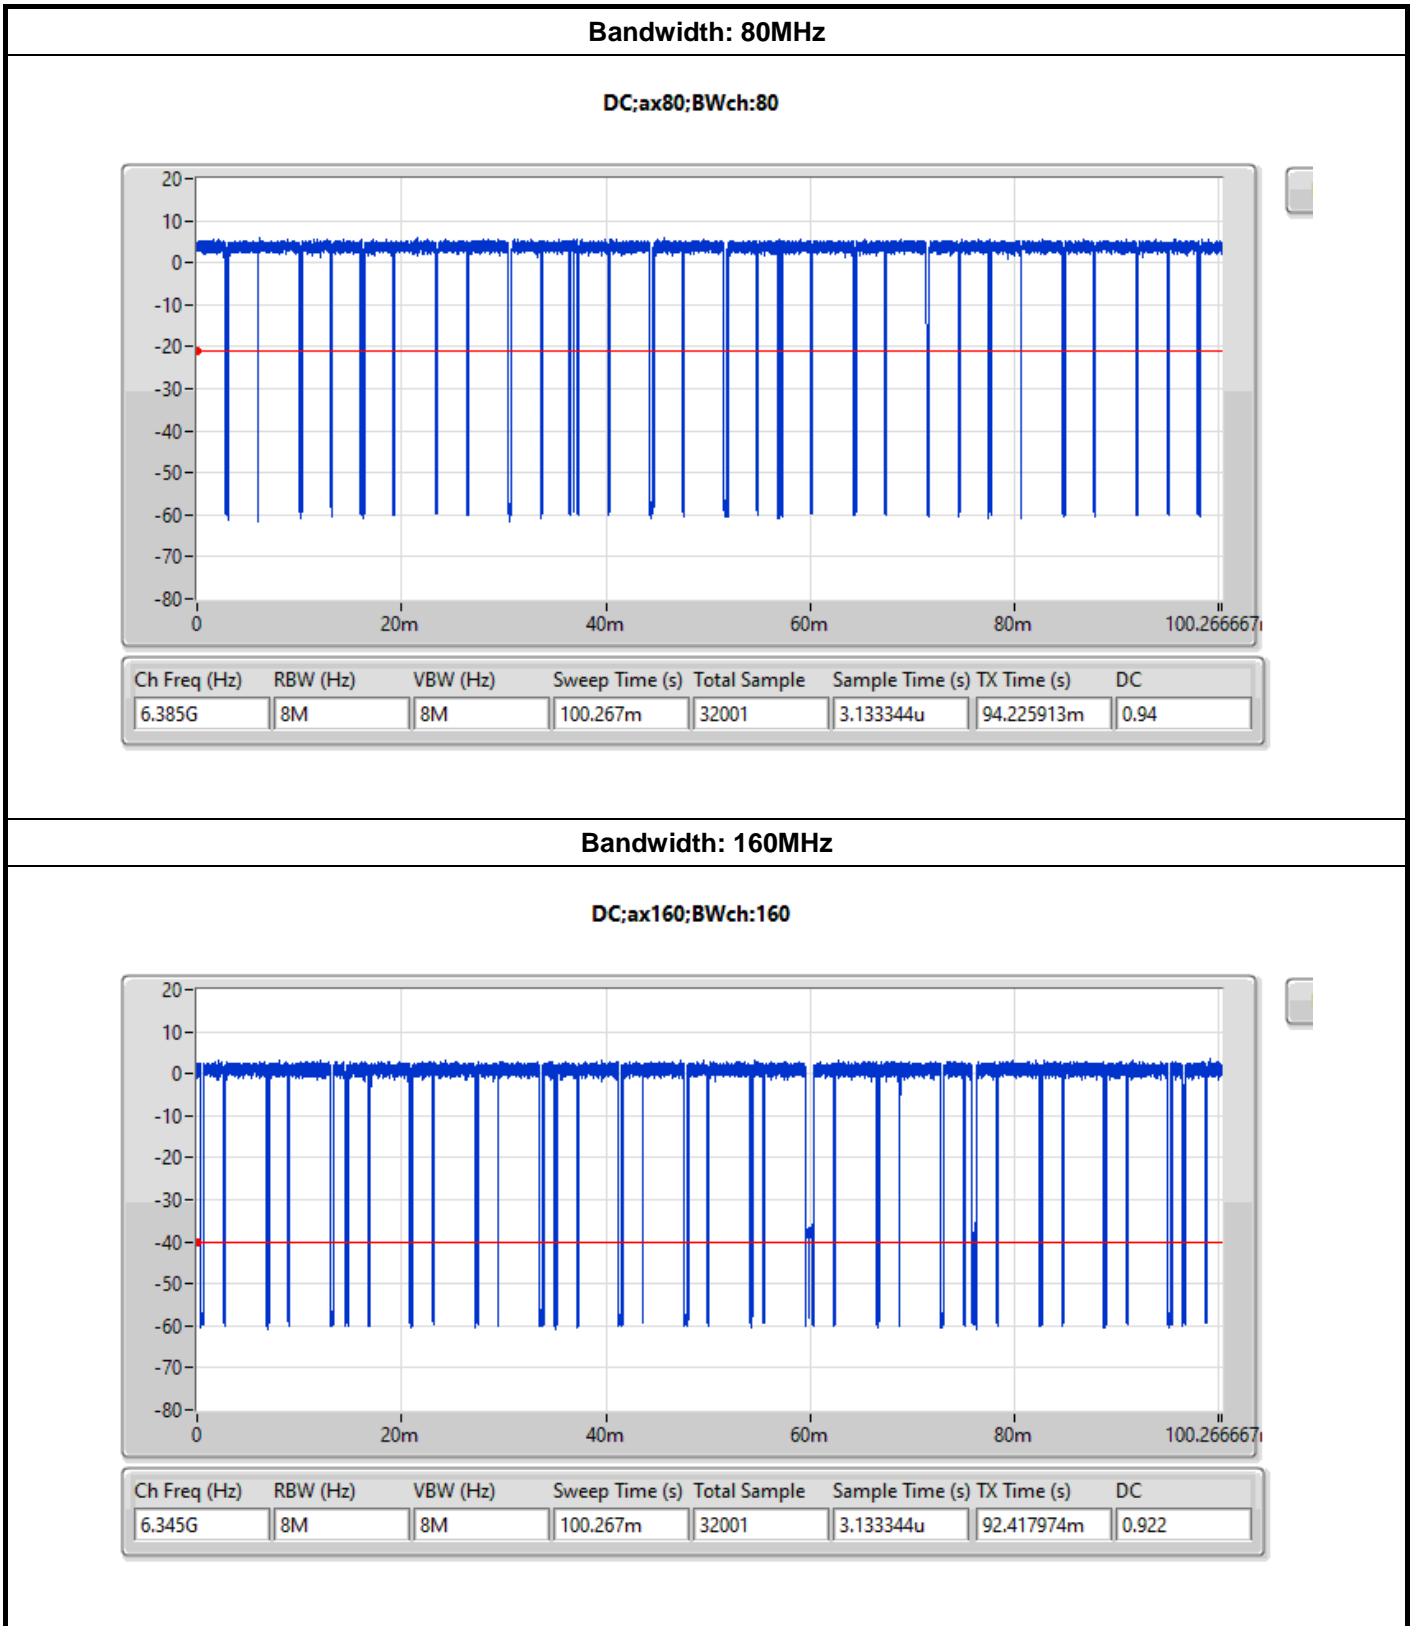 Bandwidth: 80MHz
DC;ax80;BWch:80
20
10
0
-10
-20
-30
-40
-50
-60
-70
-80
0 20m 40m 60m 80m 100.266667
Ch Freq (Hz) RBW (Hz) VBW (Hz) Sweep Time (s) Total Sample Sample Time (s) TX Time (s) DC
6.385G 8M 8M 100.267m 32001 3.133344u 94.225913m 0.94
Bandwidth: 160MHz
DC;ax160;BWch:160
20
10
0
-10
-20
-30
-40
-50
-60
-70
-80
0 20m 40m 60m 80m 100.266667
Ch Freq (Hz) RBW (Hz) VBW (Hz) Sweep Time (s) Total Sample Sample Time (s) TX Time (s) DC
6.345G 8M 8M 100.267m 32001 3.133344u 92.417974m 0.922